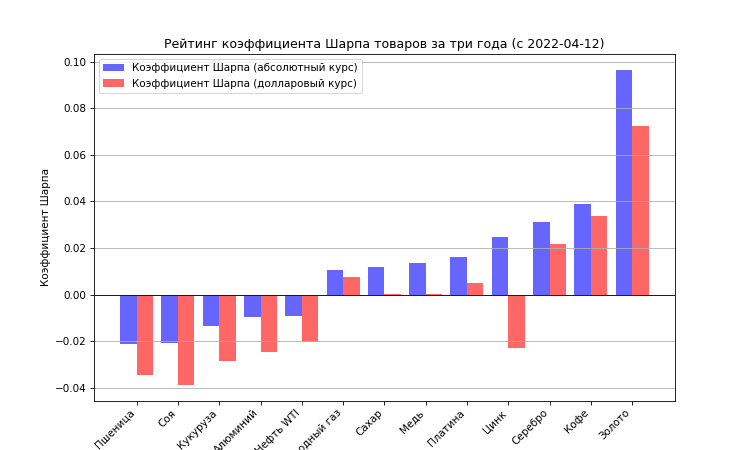 Рейтинг коэффициента Шарпа товаров за три года (с 2022-04-12)
Коэффициент Шарпа (абсолютный курс)
Коэффициент Шарпа (долларовый курс)
Коэффициент Шарпа
0.10
0.08
0.06
0.04
0.02
0.00
−0.02
−0.04
Пшеница
Соя
Кукуруза
Алюминий
Нефть WTI
одный газ
Сахар
Медь
Платина
Цинк
Серебро
Кофе
Золото